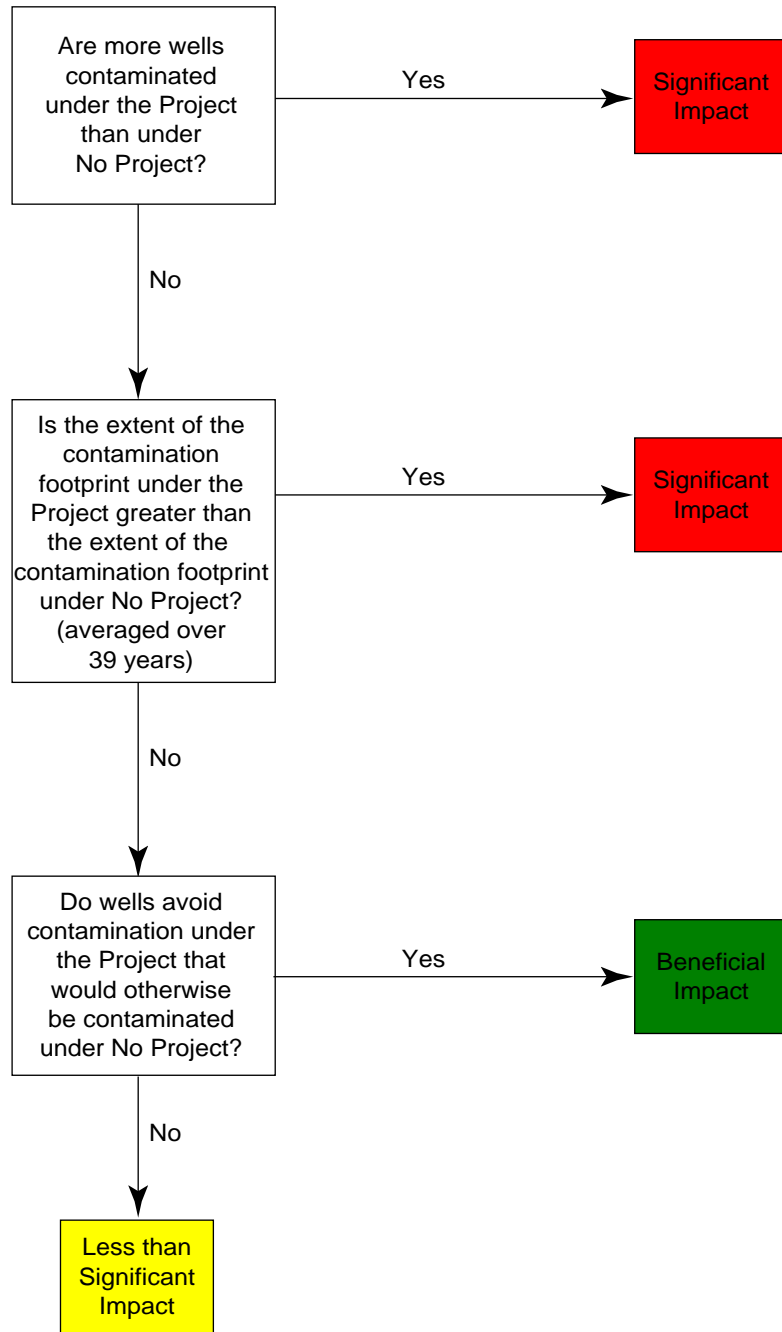 Are more wells
contaminated
under the Project
than under
No Project?
Yes
Significant
Impact
No
Is the extent of the
contamination
footprint under the
Project greater than
the extent of the
contamination footprint
under No Project?
(averaged over
39 years)
Yes
Significant
Impact
No
Do wells avoid
contamination under
the Project that
would otherwise
be contaminated
under No Project?
Yes
Beneficial
Impact
No
Less than
Significant
Impact